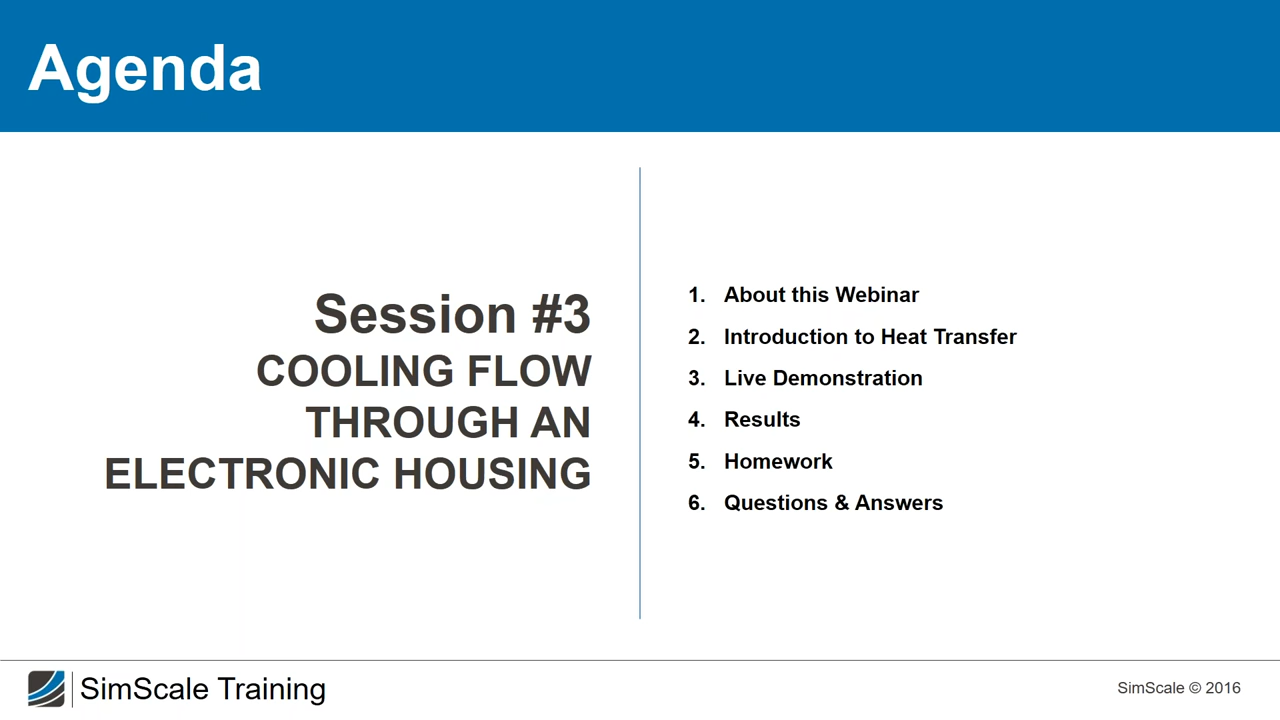 Agenda
Session #3
COOLING FLOW
THROUGH AN
ELECTRONIC HOUSING
1. About this Webinar
2. Introduction to Heat Transfer
3. Live Demonstration
4. Results
5. Homework
6. Questions & Answers
SimScale Training
SimScale © 2016